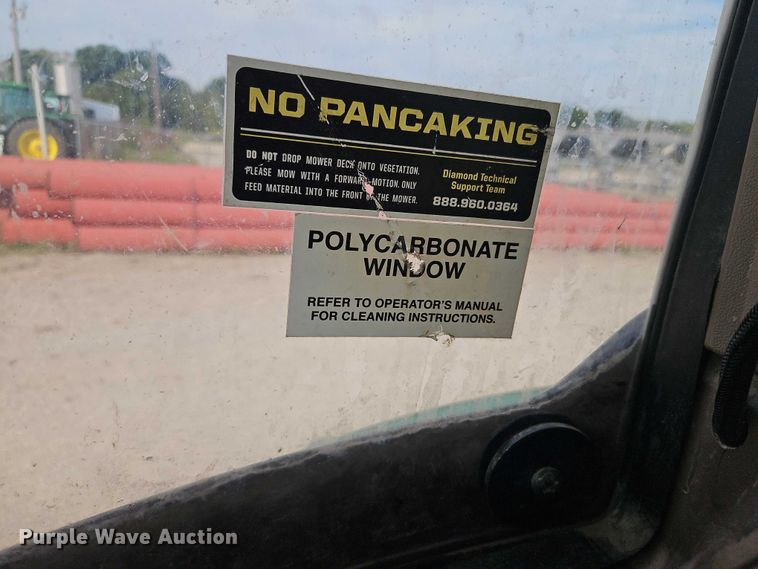 NO PANCAKING
DO NOT DROP MOWER DECK ONTO VEGETATION.
PLEASE MOW WITH A FORWARD MOTION ONLY
FEED MATERIAL INTO THE FRONT OF THE MOWER.
Diamond Technical
Support Team
888.960.0364
POLYCARBONATE
WINDOW
REFER TO OPERATOR'S MANUAL
FOR CLEANING INSTRUCTIONS.
Purple Wave Auction